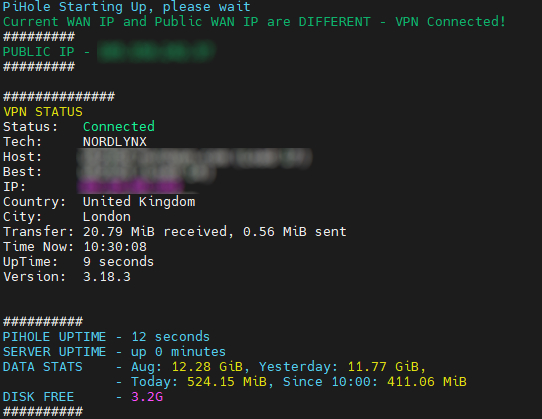 PiHole Starting Up, please wait
Current WAN IP and Public WAN IP are DIFFERENT - VPN Connected!
#########
PUBLIC IP -
#########
##############
VPN STATUS
Status: Connected
Tech: NORDLYNX
Host:
Best:
IP:
Country: United Kingdom
City: London
Transfer: 20.79 MiB received, 0.56 MiB sent
Time Now: 10:30:08
UpTime: 9 seconds
Version: 3.18.3
##########
PIHOLE UPTIME - 12 seconds
SERVER UPTIME - up 0 minutes
DATA STATS - Aug: 12.28 GiB, Yesterday: 11.77 GiB,
- Today: 524.15 MiB, Since 10:00: 411.06 MiB
DISK FREE - 3.2G
##########